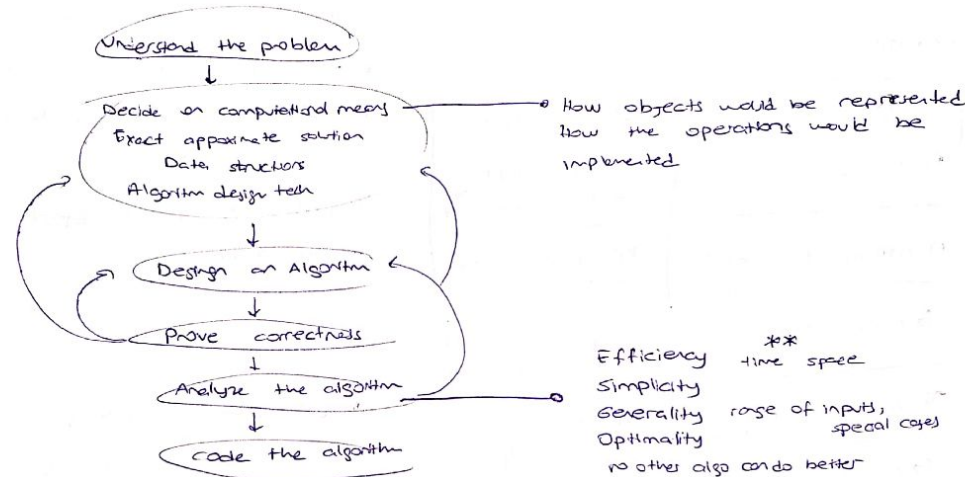 Understand the problem
Decide on computational means
Exact approximate solution
Data structures
Algorithm design tech
How objects would be represented
How the operations would be
implemented
Design an Algorithm
Prove correctness
Analyze the algorithm
Code the algorithm
**
Efficiency time space
Simplicity
Generality range of inputs,
special cases
Optimality
no other algo can do better